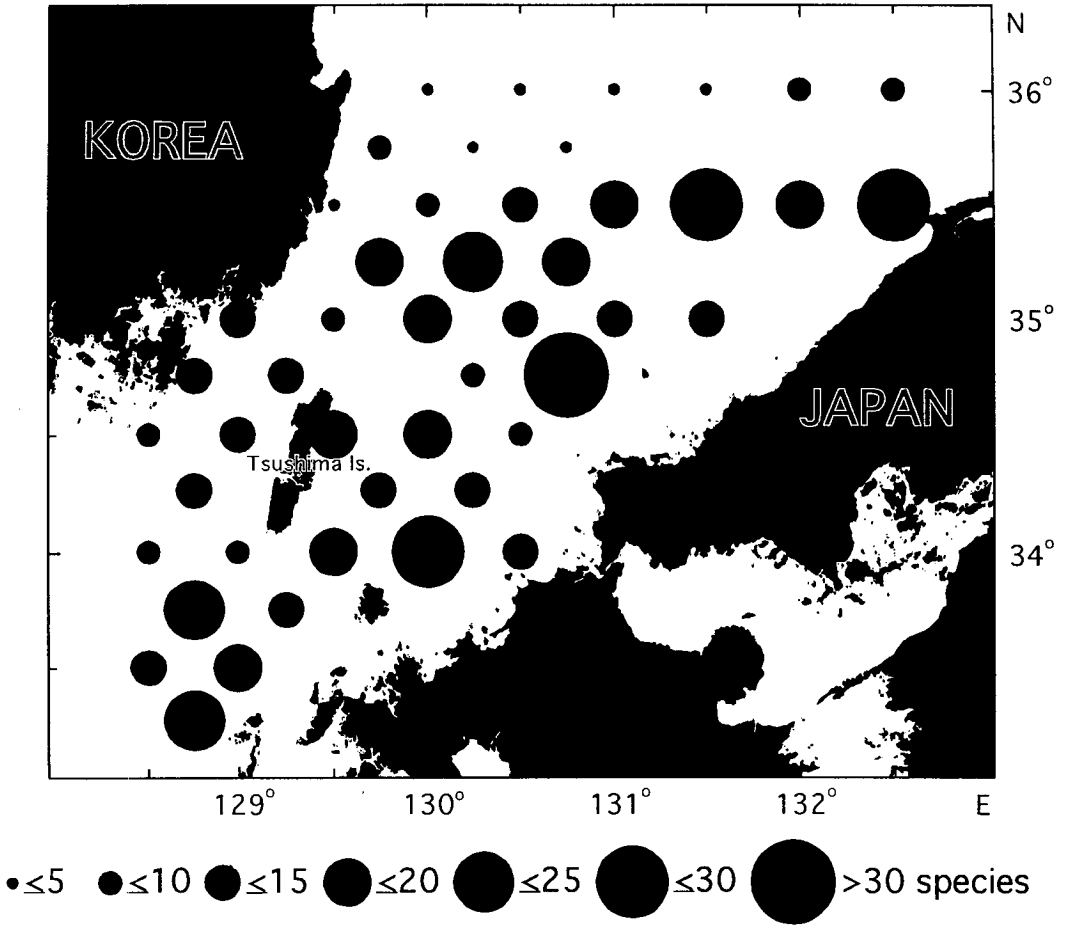 N
36°
KOREA
35°
JAPAN
Tsushima Is.
34°
129° 130° 131° 132° E
≤5 ≤10 ≤15 ≤20 ≤25 ≤30 >30 species